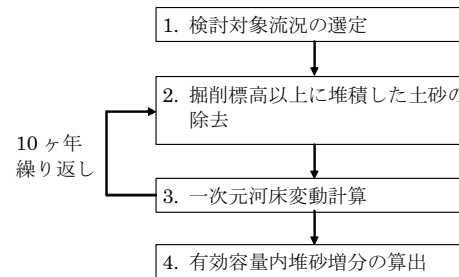 1. 検討対象流況の選定
2. 掘削標高以上に堆積した土砂の
除去
10 ヶ年
繰り返し
3. 一次元河床変動計算
4. 有効容量内堆砂増分の算出